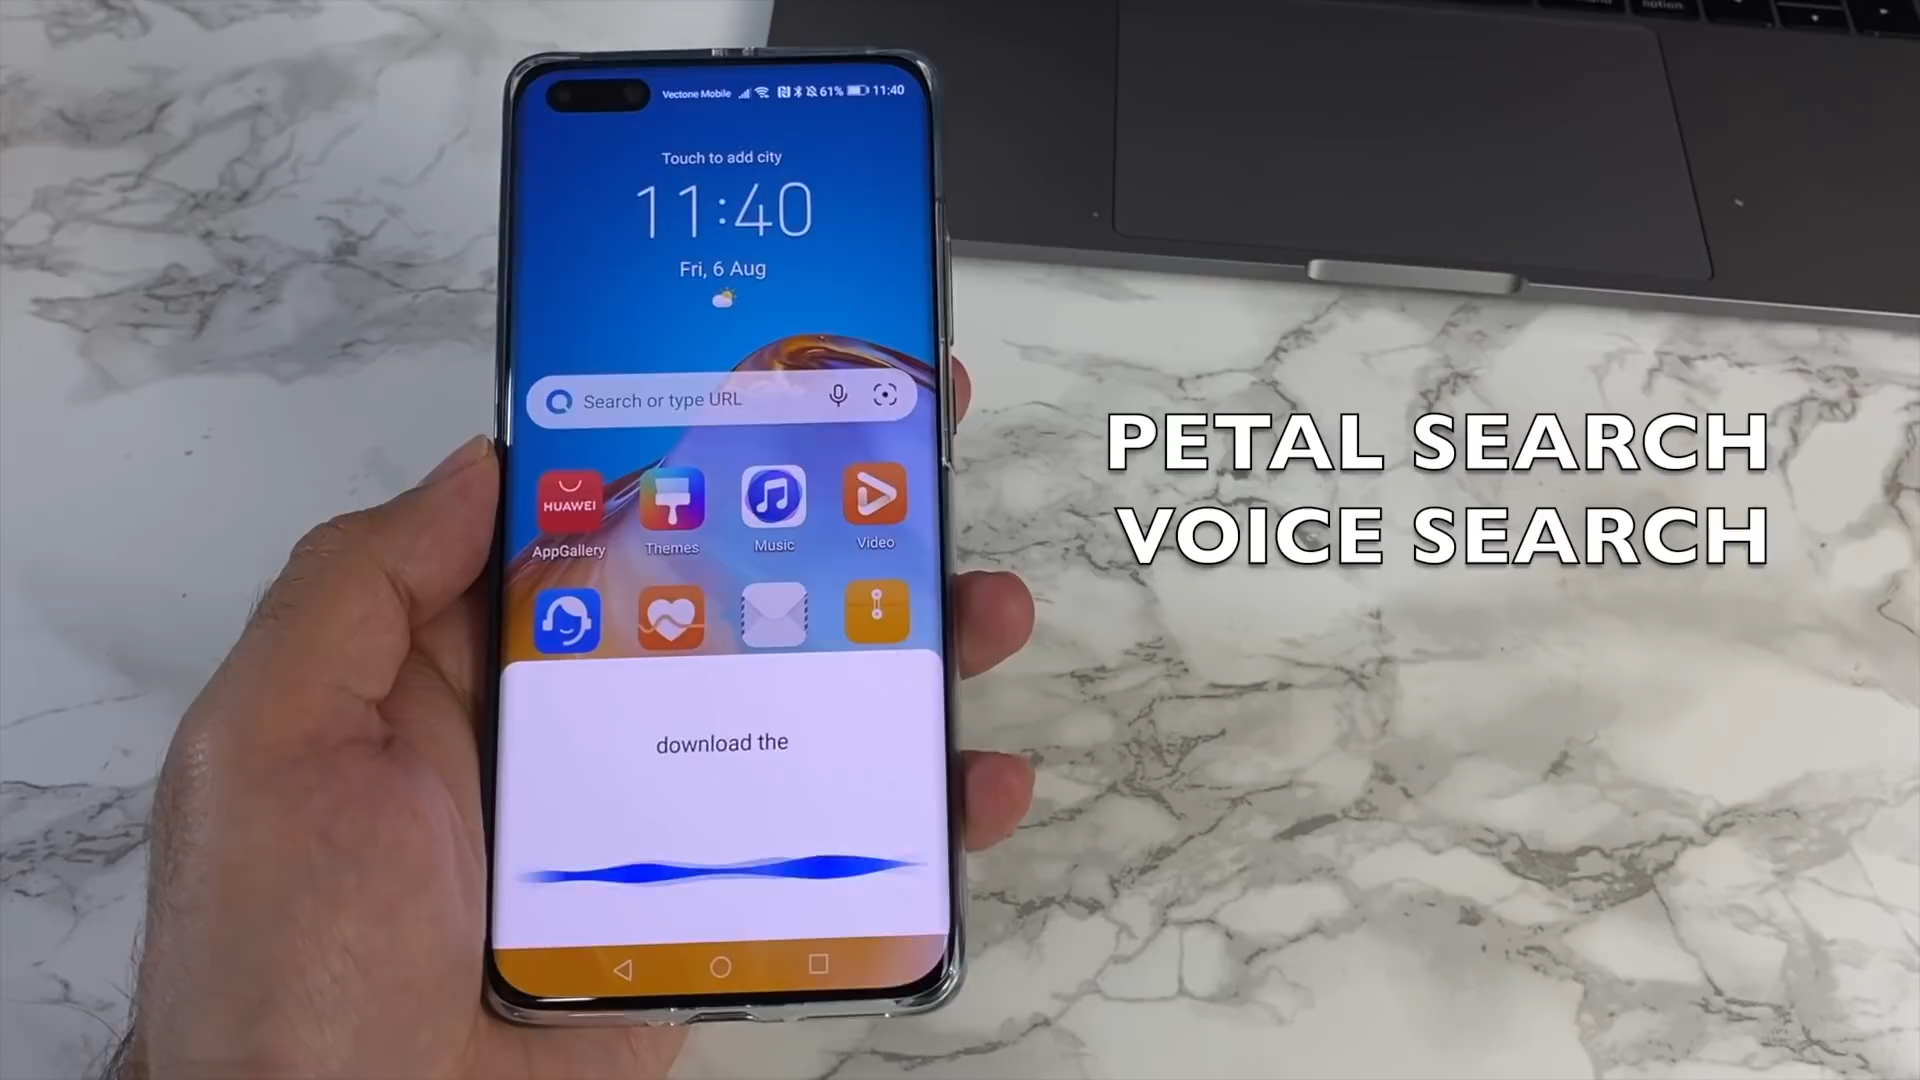 notion
Vectone Mobile 61% 11:40
Touch to add city
11:40
Fri, 6 Aug
Search or type URL
HUAWEI
AppGallery Themes Music Video
download the
PETAL SEARCH
VOICE SEARCH